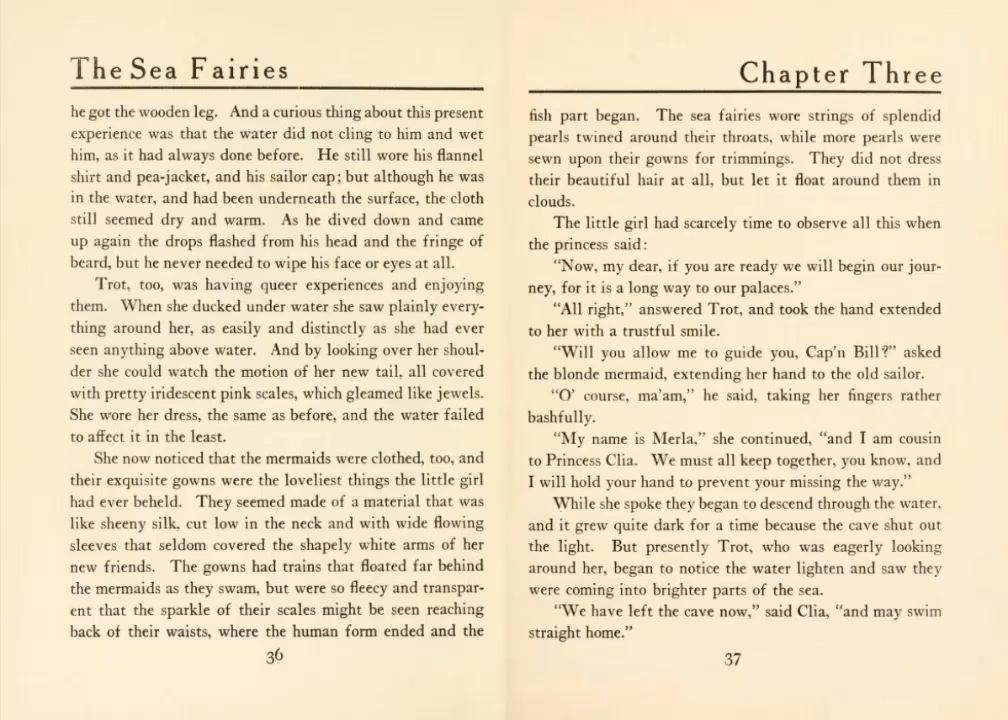 The Sea Fairies
he got the wooden leg. And a curious thing about this present
experience was that the water did not cling to him and wet
him, as it had always done before. He still wore his flannel
shirt and pea-jacket, and his sailor cap; but although he was
in the water, and had been underneath the surface, the cloth
still seemed dry and warm. As he dived down and came
up again the drops flashed from his head and the fringe of
beard, but he never needed to wipe his face or eyes at all.
Trot, too, was having queer experiences and enjoying
them. When she ducked under water she saw plainly every-
thing around her, as easily and distinctly as she had ever
seen anything above water. And by looking over her shoul-
der she could watch the motion of her new tail, all covered
with pretty iridescent pink scales, which gleamed like jewels.
She wore her dress, the same as before, and the water failed
to affect it in the least.
She now noticed that the mermaids were clothed, too, and
their exquisite gowns were the loveliest things the little girl
had ever beheld. They seemed made of a material that was
like sheeny silk, cut low in the neck and with wide flowing
sleeves that seldom covered the shapely white arms of her
new friends. The gowns had trains that floated far behind
the mermaids as they swam, but were so fleecy and transpar-
ent that the sparkle of their scales might be seen reaching
back of their waists, where the human form ended and the
36
Chapter Three
fish part began. The sea fairies wore strings of splendid
pearls twined around their throats, while more pearls were
sewn upon their gowns for trimmings. They did not dress
their beautiful hair at all, but let it float around them in
clouds.
The little girl had scarcely time to observe all this when
the princess said:
"Now, my dear, if you are ready we will begin our jour-
ney, for it is a long way to our palaces."
"All right," answered Trot, and took the hand extended
to her with a trustful smile.
"Will you allow me to guide you, Cap'n Bill?" asked
the blonde mermaid, extending her hand to the old sailor.
"O' course, ma'am," he said, taking her fingers rather
bashfully.
"My name is Merla," she continued, "and I am cousin
to Princess Clia. We must all keep together, you know, and
I will hold your hand to prevent your missing the way."
While she spoke they began to descend through the water,
and it grew quite dark for a time because the cave shut out
the light. But presently Trot, who was eagerly looking
around her, began to notice the water lighten and saw they
were coming into brighter parts of the sea.
"We have left the cave now," said Clia, "and may swim
straight home."
37